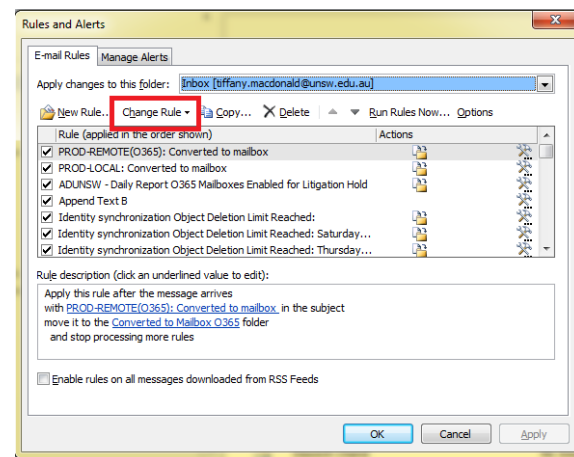 Rules and Alerts
E-mail Rules Manage Alerts
Apply changes to this folder: Inbox [tiffany.macdonald@unsw.edu.au]
New Rule... Change Rule Copy... Delete Run Rules Now... Options
Rule (applied in the order shown) Actions
PROD-REMOTE(O365): Converted to mailbox
PROD-LOCAL: Converted to mailbox
ADUNSW - Daily Report O365 Mailboxes Enabled for Litigation Hold
Append Text B
Identity synchronization Object Deletion Limit Reached:
Identity synchronization Object Deletion Limit Reached: Saturday...
Identity synchronization Object Deletion Limit Reached: Thursday...
Rule description (click an underlined value to edit):
Apply this rule after the message arrives
with PROD-REMOTE(O365): Converted to mailbox in the subject
move it to the Converted to Mailbox O365 folder
and stop processing more rules
Enable rules on all messages downloaded from RSS Feeds
OK Cancel Apply